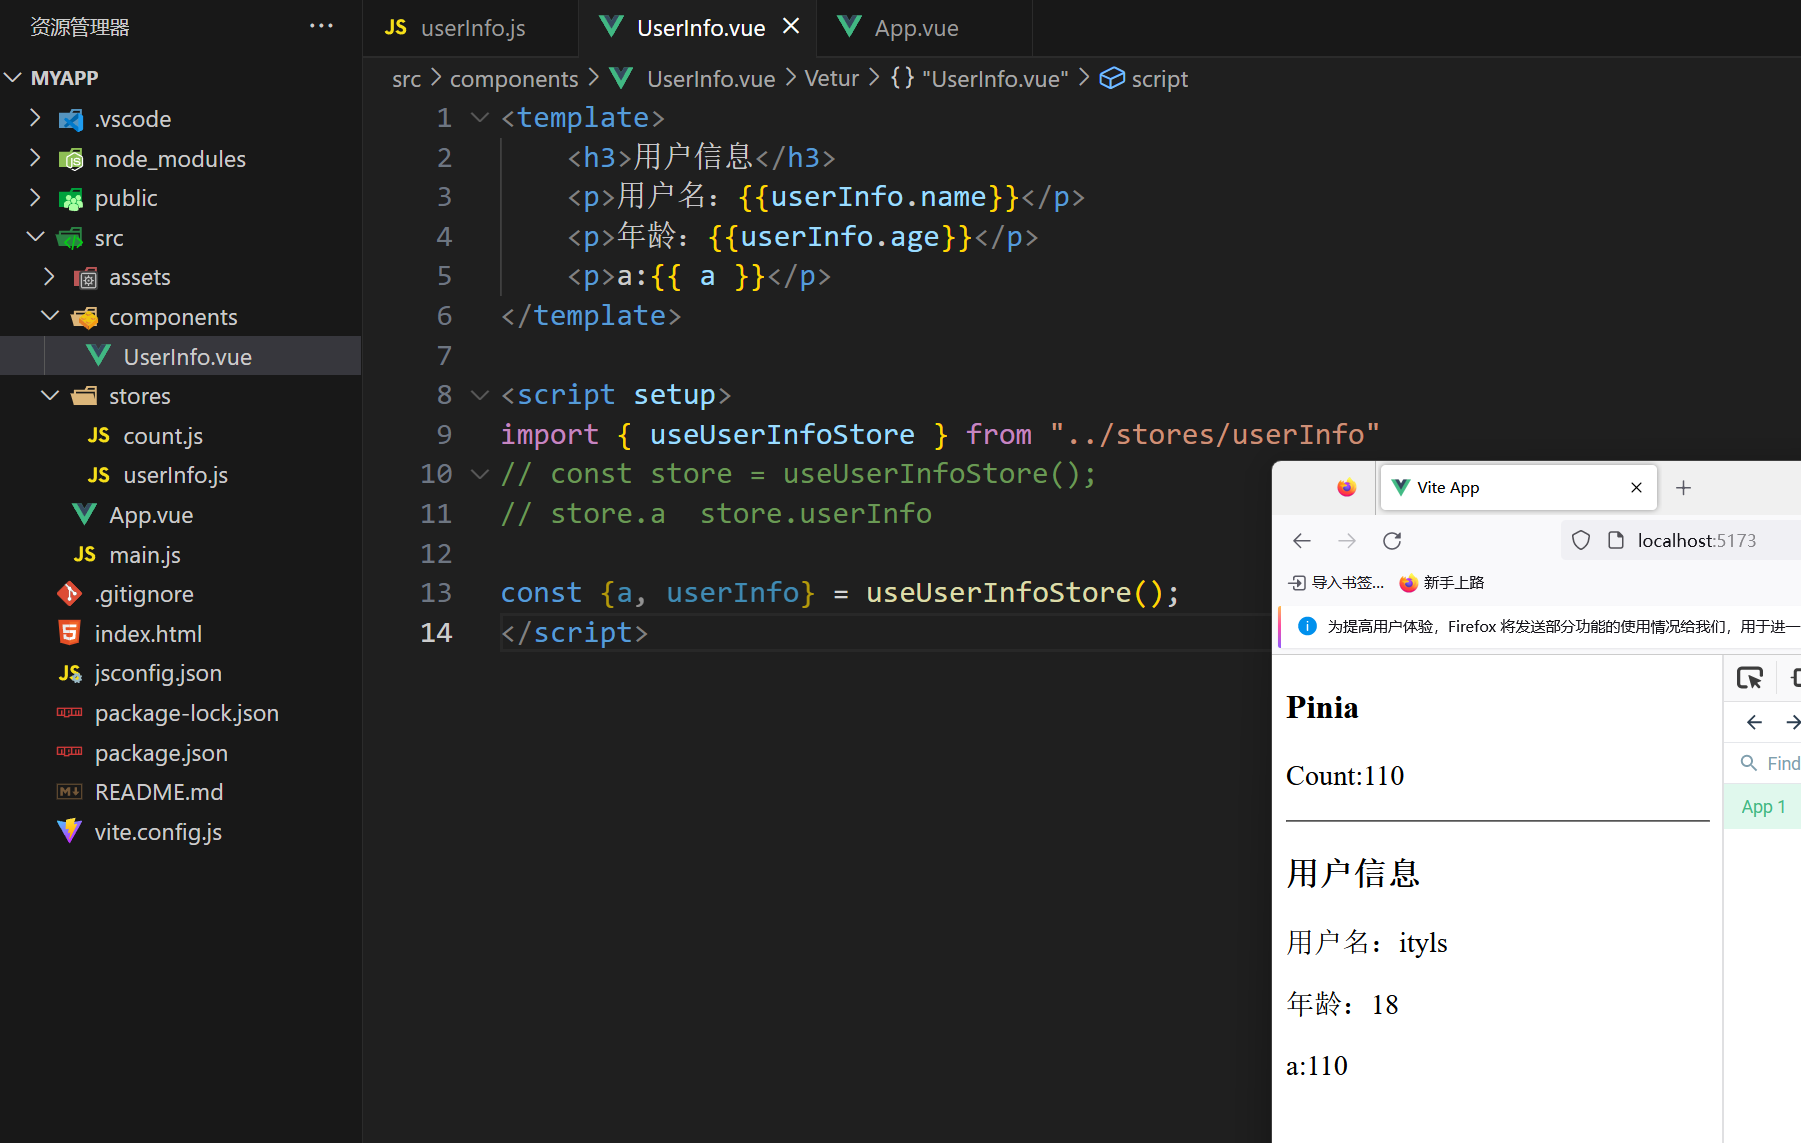 资源管理器 ···
MYAPP
.vscode
node_modules
public
src
assets
components
UserInfo.vue
stores
JS count.js
JS userInfo.js
App.vue
JS main.js
.gitignore
index.html
jsconfig.json
package-lock.json
package.json
README.md
vite.config.js
JS userInfo.js
UserInfo.vue
App.vue
src > components > UserInfo.vue > Vetur > {} "UserInfo.vue" > script
1 <template>
2 <h3>用户信息</h3>
3 <p>用户名：{{userInfo.name}}</p>
4 <p>年龄：{{userInfo.age}}</p>
5 <p>a:{{ a }}</p>
6 </template>
7
8 <script setup>
9 import { useUserInfoStore } from "../stores/userInfo"
10 // const store = useUserInfoStore();
11 // store.a  store.userInfo
12
13 const {a, userInfo} = useUserInfoStore();
14 </script>
Vite App
localhost:5173
导入书签...
新手上路
为提高用户体验，Firefox 将发送部分功能的使用情况给我们，用于进一
Pinia
Count:110
用户信息
用户名：ityls
年龄：18
a:110
Find
App 1